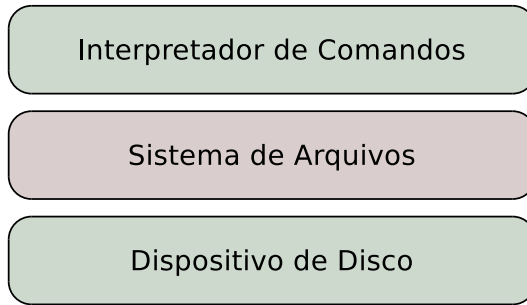 Interpretador de Comandos
Sistema de Arquivos
Dispositivo de Disco